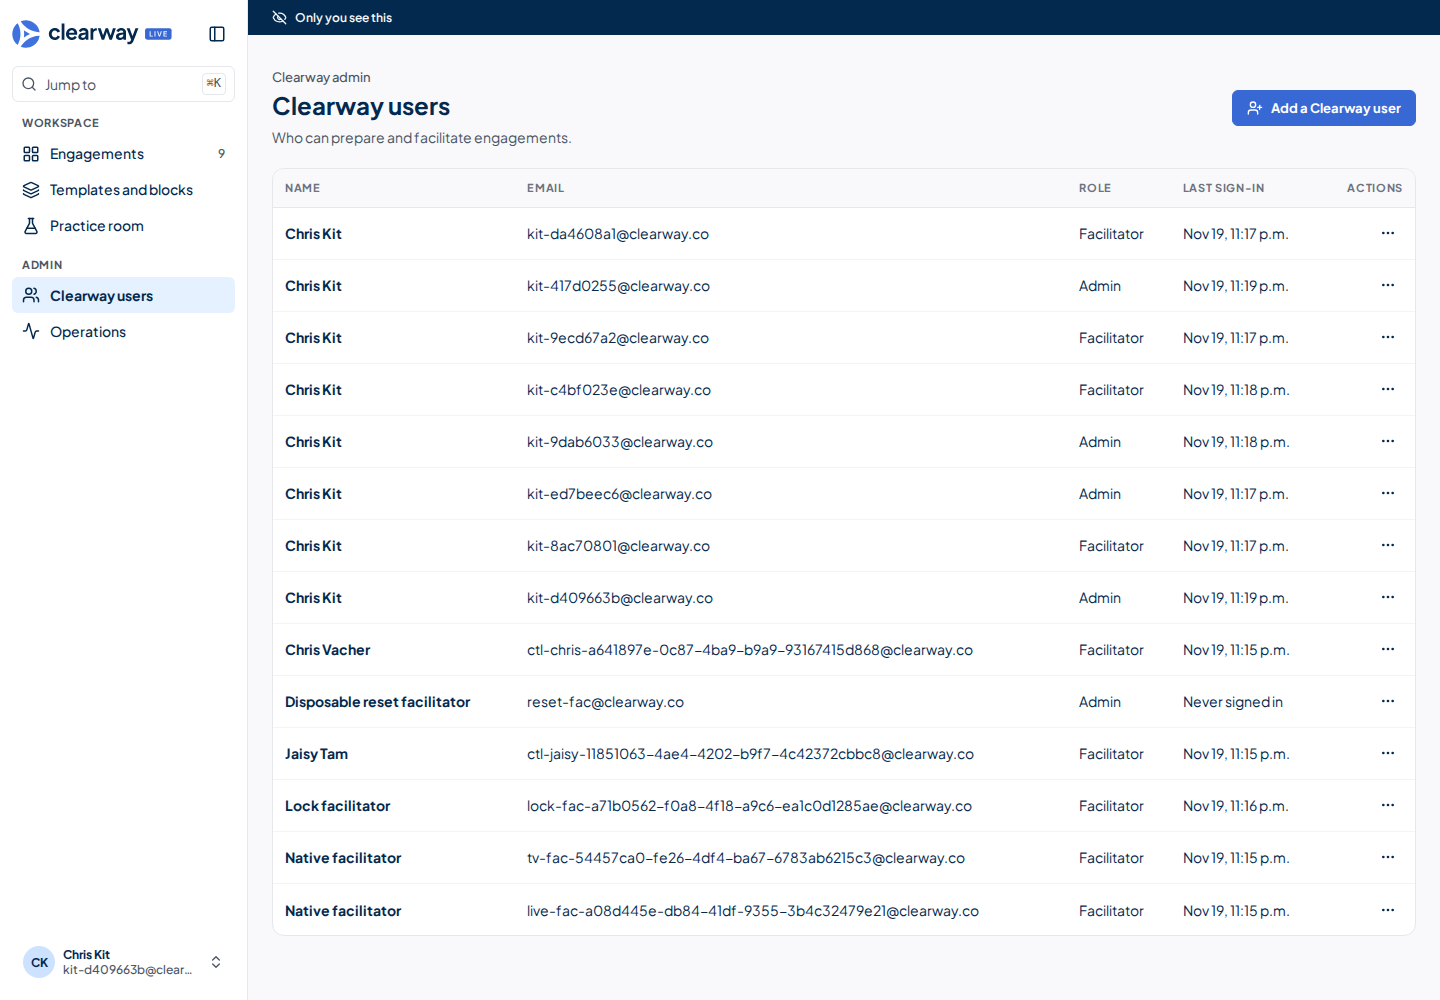 clearway LIVE
Jump to ⌘K
WORKSPACE
Engagements 9
Templates and blocks
Practice room
ADMIN
Clearway users
Operations
Chris Kit
CK
kit-d409663b@clear...
Only you see this
Clearway admin
Clearway users
Who can prepare and facilitate engagements.
Add a Clearway user
NAME EMAIL ROLE LAST SIGN-IN ACTIONS
Chris Kit kit-da4608a1@clearway.co Facilitator Nov 19, 11:17 p.m.
Chris Kit kit-417d0255@clearway.co Admin Nov 19, 11:19 p.m.
Chris Kit kit-9ecd67a2@clearway.co Facilitator Nov 19, 11:17 p.m.
Chris Kit kit-c4bf023e@clearway.co Facilitator Nov 19, 11:18 p.m.
Chris Kit kit-9dab6033@clearway.co Admin Nov 19, 11:18 p.m.
Chris Kit kit-ed7beec6@clearway.co Admin Nov 19, 11:17 p.m.
Chris Kit kit-8ac70801@clearway.co Facilitator Nov 19, 11:17 p.m.
Chris Kit kit-d409663b@clearway.co Admin Nov 19, 11:19 p.m.
Chris Vacher ctl-chris-a641897e-0c87-4ba9-b9a9-93167415d868@clearway.co Facilitator Nov 19, 11:15 p.m.
Disposable reset facilitator reset-fac@clearway.co Admin Never signed in
Jaisy Tam ctl-jaisy-11851063-4ae4-4202-b9f7-4c42372cbbc8@clearway.co Facilitator Nov 19, 11:15 p.m.
Lock facilitator lock-fac-a71b0562-f0a8-4f18-a9c6-ea1c0d1285ae@clearway.co Facilitator Nov 19, 11:16 p.m.
Native facilitator tv-fac-54457ca0-fe26-4df4-ba67-6783ab6215c3@clearway.co Facilitator Nov 19, 11:15 p.m.
Native facilitator live-fac-a08d445e-db84-41df-9355-3b4c32479e21@clearway.co Facilitator Nov 19, 11:15 p.m.